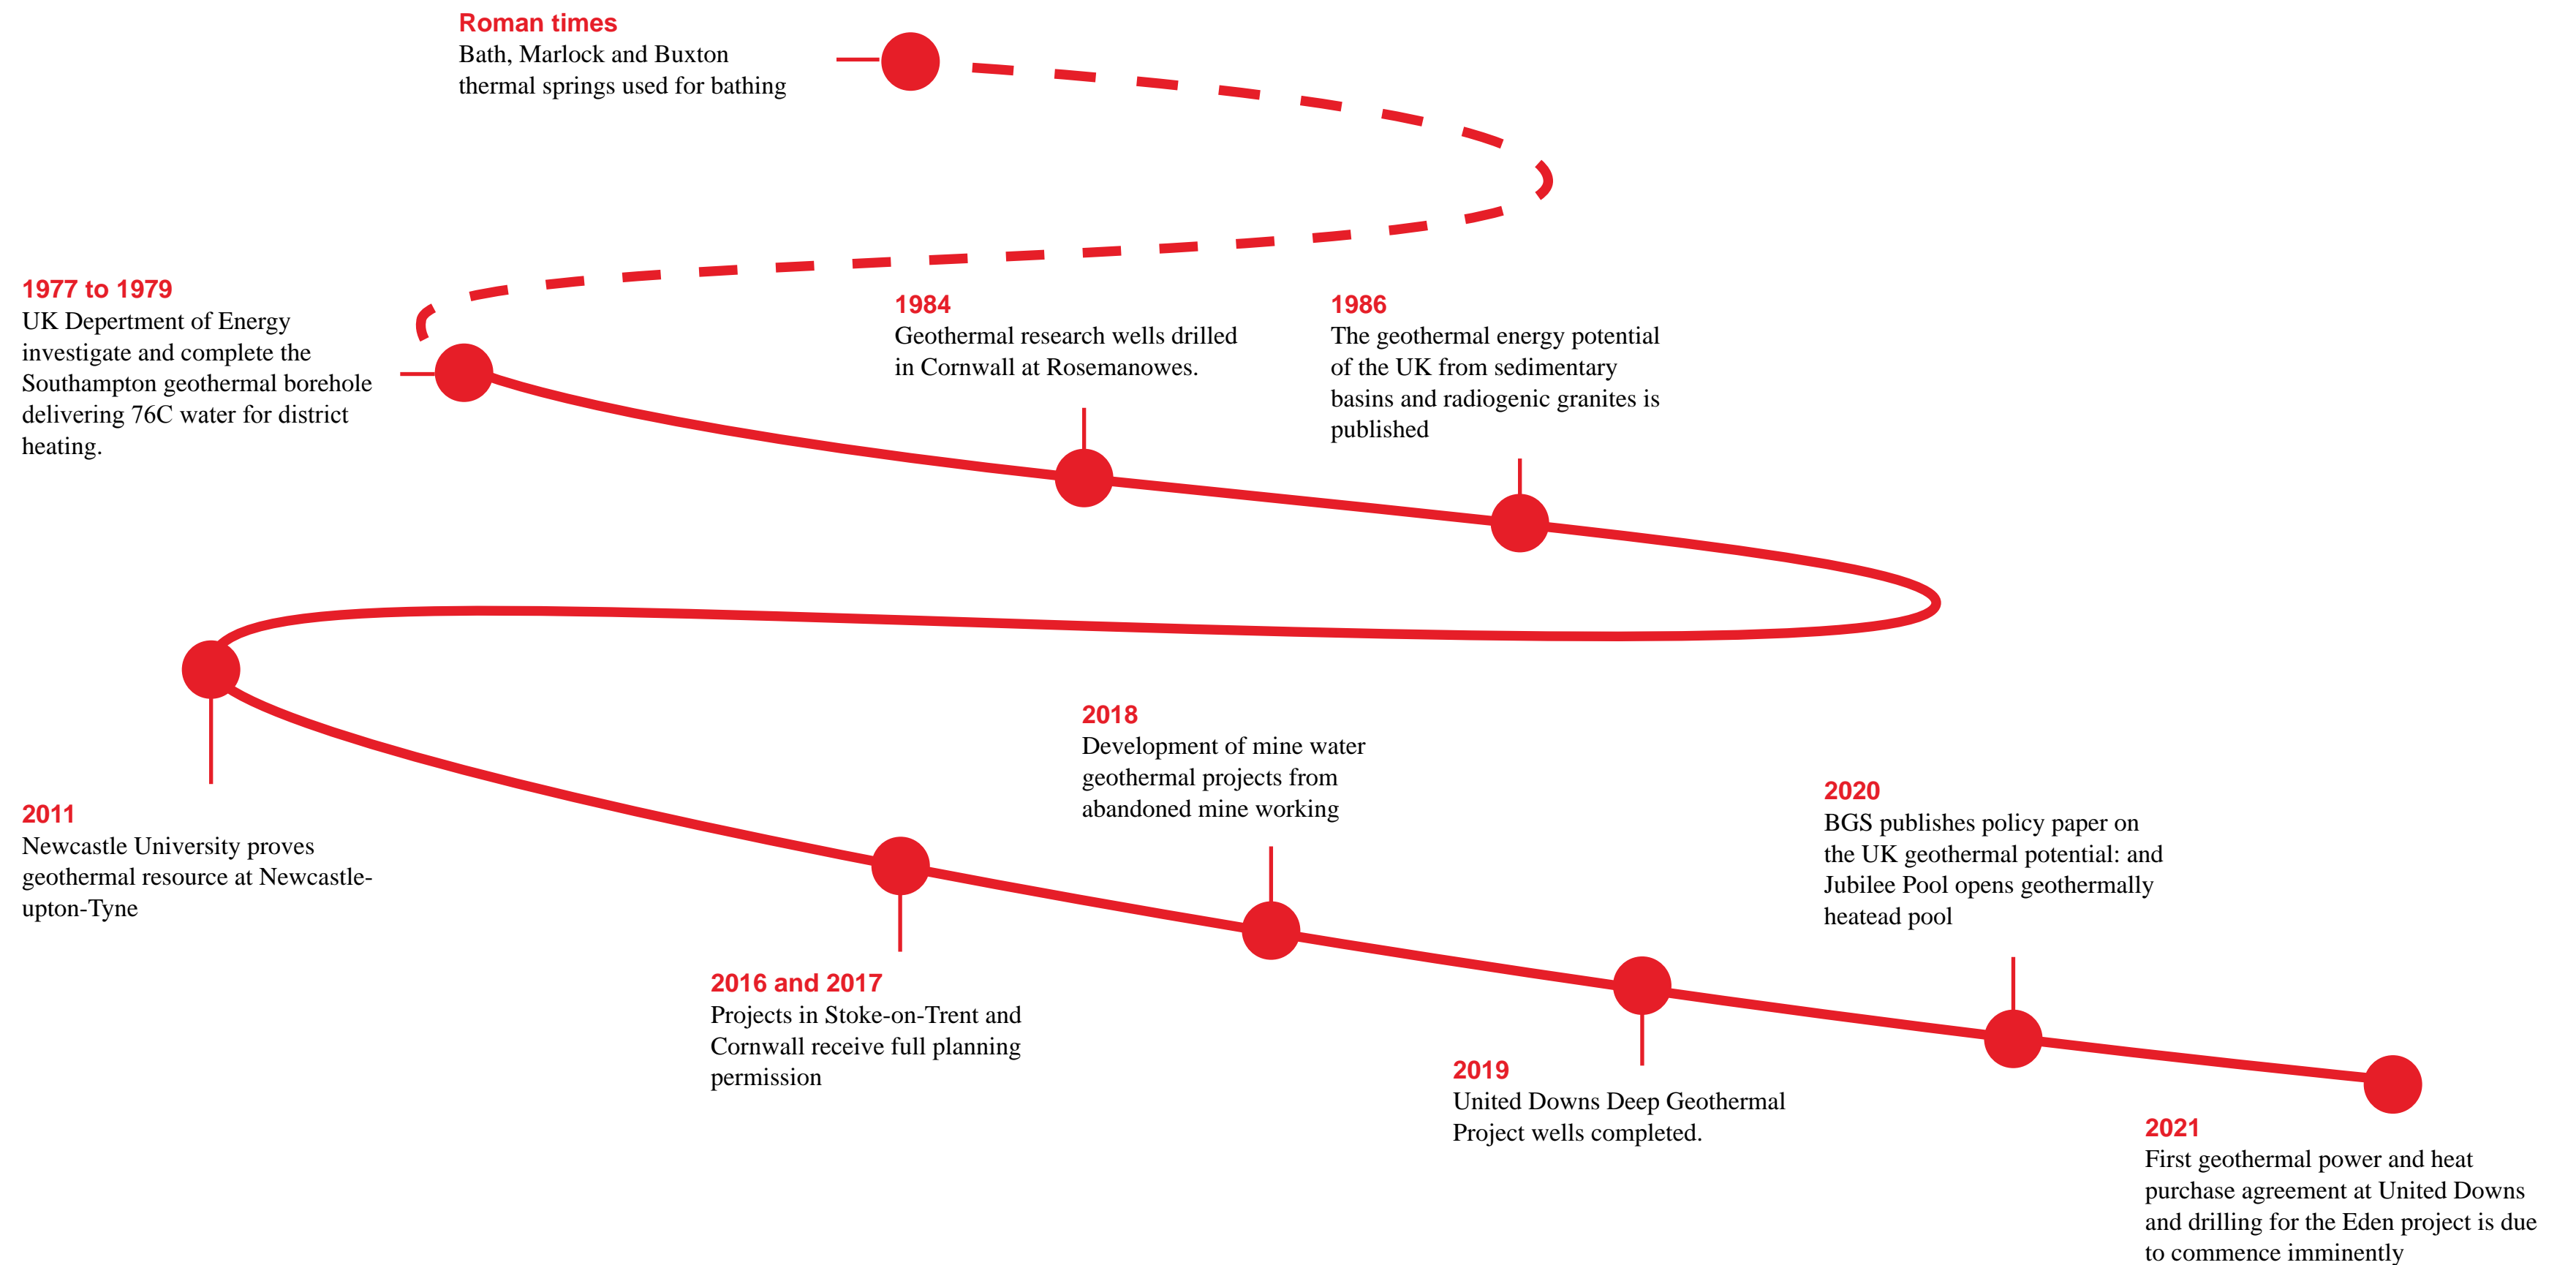 Roman times
Bath, Marlock and Buxton
thermal springs used for bathing
1977 to 1979
UK Depertment of Energy
investigate and complete the
Southampton geothermal borehole
delivering 76C water for district
heating.
1984
Geothermal research wells drilled
in Cornwall at Rosemanowes.
1986
The geothermal energy potential
of the UK from sedimentary
basins and radiogenic granites is
published
2011
Newcastle University proves
geothermal resource at Newcastle-
upton-Tyne
2016 and 2017
Projects in Stoke-on-Trent and
Cornwall receive full planning
permission
2018
Development of mine water
geothermal projects from
abandoned mine working
2019
United Downs Deep Geothermal
Project wells completed.
2020
BGS publishes policy paper on
the UK geothermal potential: and
Jubilee Pool opens geothermally
heatead pool
2021
First geothermal power and heat
purchase agreement at United Downs
and drilling for the Eden project is due
to commence imminently